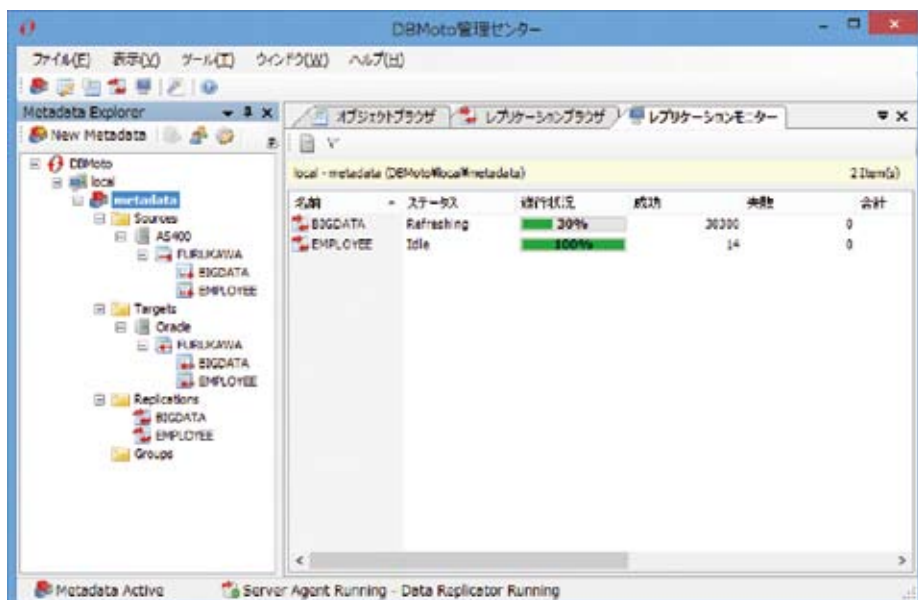 DBMoto管理センター
ファイル(F) 表示(V) ツール(T) ウィンドウ(W) ヘルプ(H)
Metadata Explorer
New Metadata
DBMoto
local
metadata
Sources
AS400
FURUKAWA
BIGDATA
EMPLOYEE
Targets
Oracle
FURUKAWA
BIGDATA
EMPLOYEE
Replications
BIGDATA
EMPLOYEE
Groups
オブジェクトブラウザ レプリケーションブラウザ レプリケーションモニター
local - metadata (DBMoto¥local¥metadata) 2 Item(s)
名前 ステータス 進行状況 成功 失敗 合計
BIGDATA Refreshing 30% 0
EMPLOYEE Idle 100% 14 0
Metadata Active Server Agent Running - Data Replicator Running